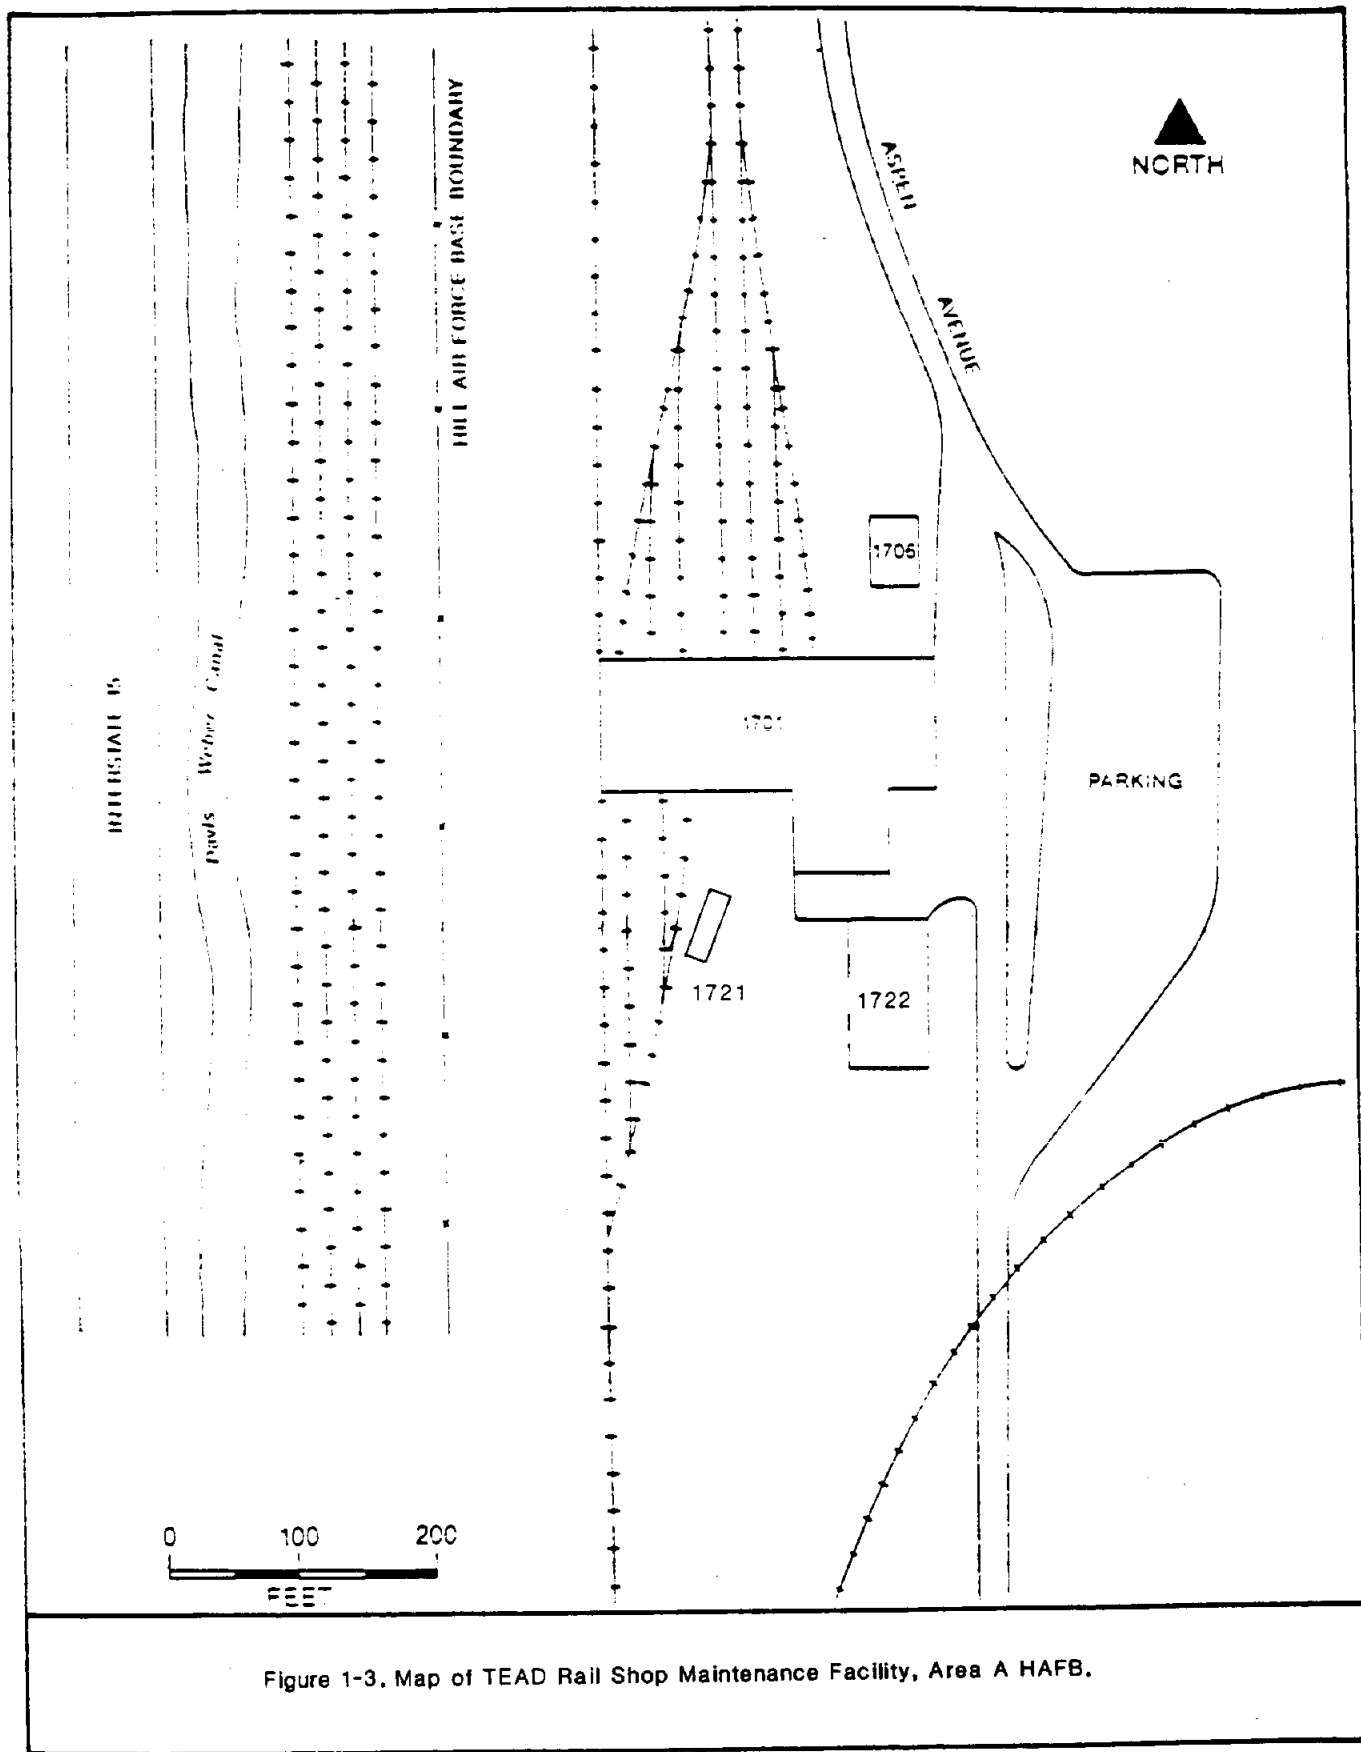 NORTH
ASPEN
AVENUE
HILL AIR FORCE BASE BOUNDARY
INTERSTATE 15
Davis Weber Canal
1706
1701
PARKING
1721
1722
0 100 200
FEET
Figure 1-3. Map of TEAD Rail Shop Maintenance Facility, Area A HAFB.